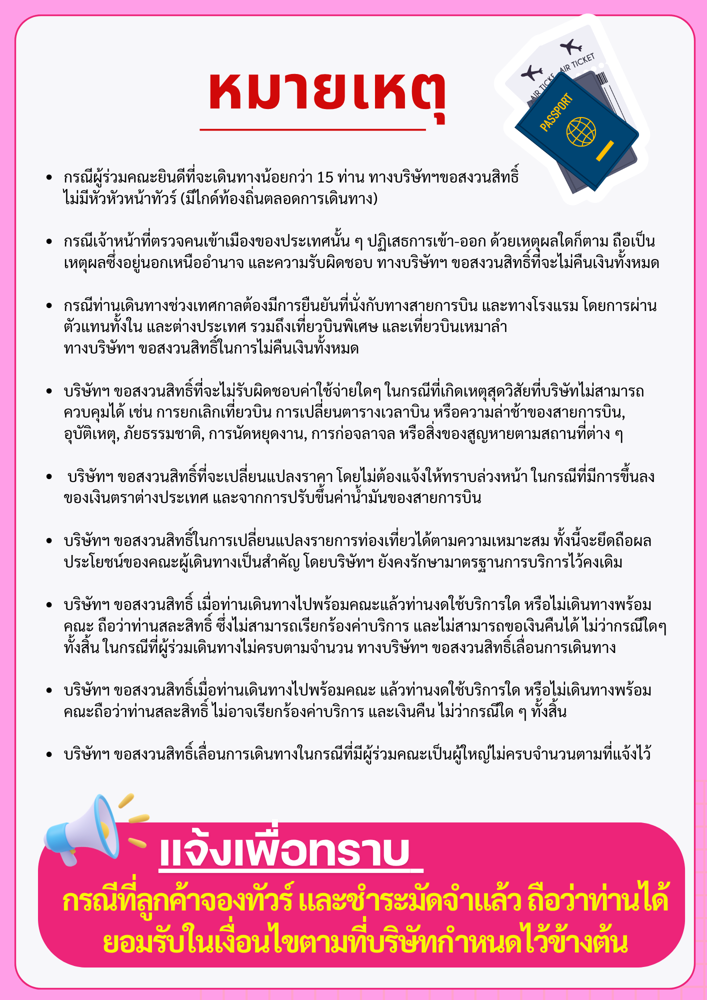 AIR TICKET
AIR TICKE
PASSPORT
หมายเหตุ
• กรณีผู้ร่วมคณะยินดีที่จะเดินทางน้อยกว่า 15 ท่าน ทางบริษัทฯขอสงวนสิทธิ์
ไม่มีหัวหัวหน้าทัวร์ (มีไกด์ท้องถิ่นตลอดการเดินทาง)
• กรณีเจ้าหน้าที่ตรวจคนเข้าเมืองของประเทศนั้น ๆ ปฏิเสธการเข้า-ออก ด้วยเหตุผลใดก็ตาม ถือเป็น
เหตุผลซึ่งอยู่นอกเหนืออำนาจ และความรับผิดชอบ ทางบริษัทฯ ขอสงวนสิทธิ์ที่จะไม่คืนเงินทั้งหมด
• กรณีท่านเดินทางช่วงเทศกาลต้องมีการยืนยันที่นั่งกับทางสายการบิน และทางโรงแรม โดยการผ่าน
ตัวแทนทั้งใน และต่างประเทศ รวมถึงเที่ยวบินพิเศษ และเที่ยวบินเหมาลำ
ทางบริษัทฯ ขอสงวนสิทธิ์ในการไม่คืนเงินทั้งหมด
• บริษัทฯ ขอสงวนสิทธิ์ที่จะไม่รับผิดชอบค่าใช้จ่ายใดๆ ในกรณีที่เกิดเหตุสุดวิสัยที่บริษัทไม่สามารถ
ควบคุมได้ เช่น การยกเลิกเที่ยวบิน การเปลี่ยนตารางเวลาบิน หรือความล่าช้าของสายการบิน,
อุบัติเหตุ, ภัยธรรมชาติ, การนัดหยุดงาน, การก่อจลาจล หรือสิ่งของสูญหายตามสถานที่ต่าง ๆ
• บริษัทฯ ขอสงวนสิทธิ์ที่จะเปลี่ยนแปลงราคา โดยไม่ต้องแจ้งให้ทราบล่วงหน้า ในกรณีที่มีการขึ้นลง
ของเงินตราต่างประเทศ และจากการปรับขึ้นค่าน้ำมันของสายการบิน
• บริษัทฯ ขอสงวนสิทธิ์ในการเปลี่ยนแปลงรายการท่องเที่ยวได้ตามความเหมาะสม ทั้งนี้จะยึดถือผล
ประโยชน์ของคณะผู้เดินทางเป็นสำคัญ โดยบริษัทฯ ยังคงรักษามาตรฐานการบริการไว้คงเดิม
• บริษัทฯ ขอสงวนสิทธิ์ เมื่อท่านเดินทางไปพร้อมคณะแล้วท่านงดใช้บริการใด หรือไม่เดินทางพร้อม
คณะ ถือว่าท่านสละสิทธิ์ ซึ่งไม่สามารถเรียกร้องค่าบริการ และไม่สามารถขอเงินคืนได้ ไม่ว่ากรณีใดๆ
ทั้งสิ้น ในกรณีที่ผู้ร่วมเดินทางไม่ครบตามจำนวน ทางบริษัทฯ ขอสงวนสิทธิ์เลื่อนการเดินทาง
• บริษัทฯ ขอสงวนสิทธิ์เมื่อท่านเดินทางไปพร้อมคณะ แล้วท่านงดใช้บริการใด หรือไม่เดินทางพร้อม
คณะถือว่าท่านสละสิทธิ์ ไม่อาจเรียกร้องค่าบริการ และเงินคืน ไม่ว่ากรณีใด ๆ ทั้งสิ้น
• บริษัทฯ ขอสงวนสิทธิ์เลื่อนการเดินทางในกรณีที่มีผู้ร่วมคณะเป็นผู้ใหญ่ไม่ครบจำนวนตามที่แจ้งไว้
แจ้งเพื่อทราบ
กรณีที่ลูกค้าจองทัวร์ และชำระมัดจำแล้ว ถือว่าท่านได้
ยอมรับในเงื่อนไขตามที่บริษัทกำหนดไว้ข้างต้น